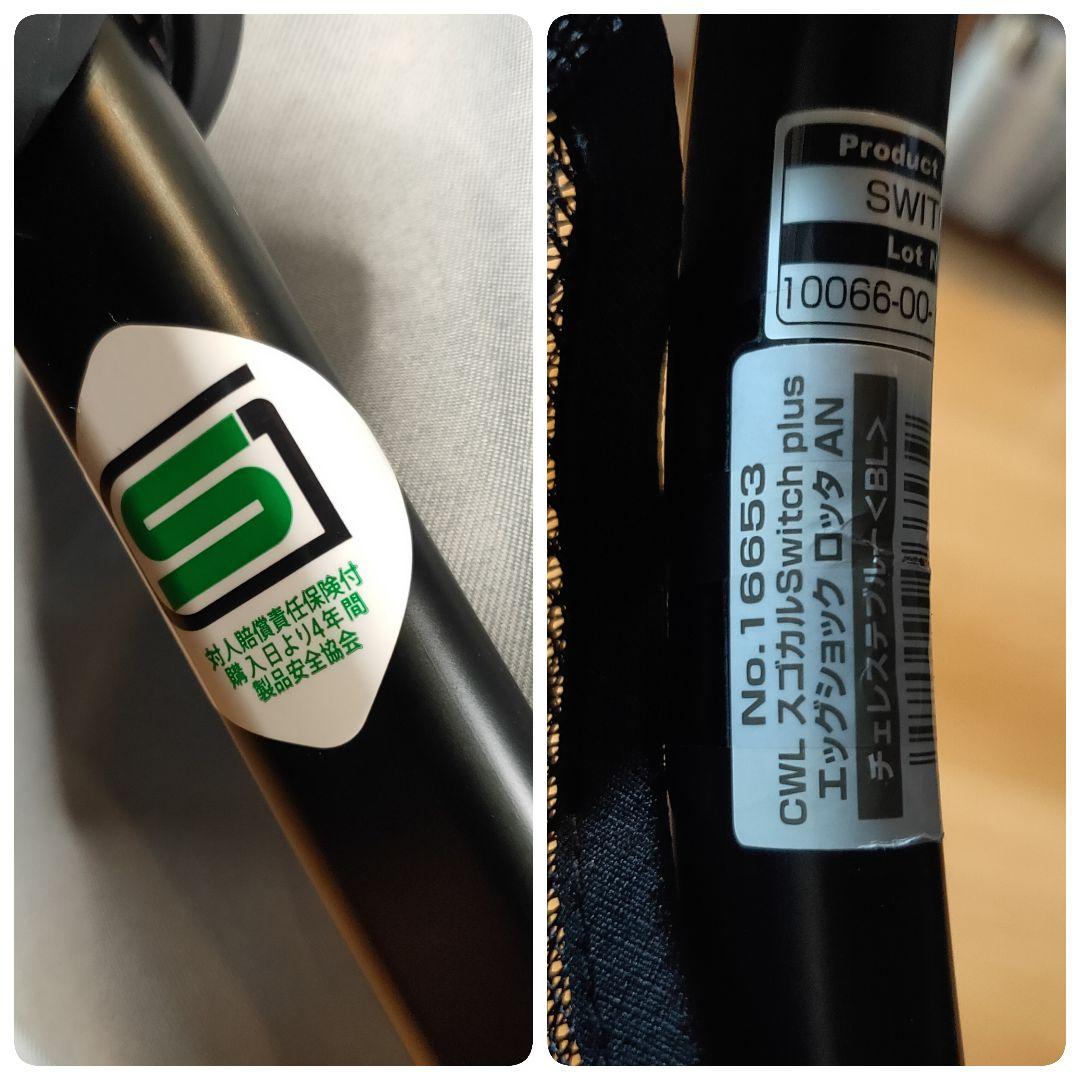 SG
対人賠償責任保険付
購入日より4年間
製品安全協会
Product
SWIT
Lot N
10066-00-
No.16653
CWL スゴカルSwitch plus
エッグショック ロッタ AN
チェレステブルー<BL>